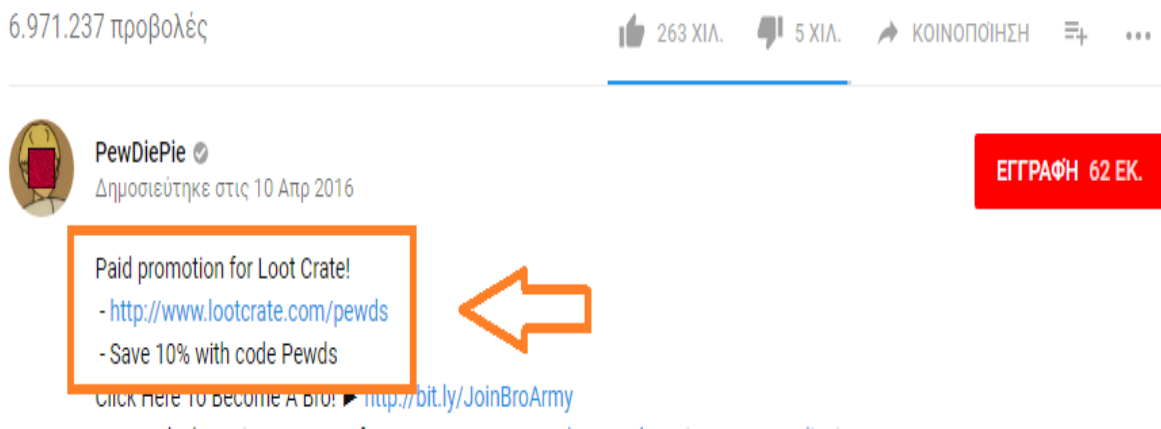 6.971.237 προβολές
263 ΧΙΛ. 5 ΧΙΛ. ΚΟΙΝΟΠΟΊΗΣΗ
PewDiePie
Δημοσιεύτηκε στις 10 Απρ 2016
ΕΓΓΡΑΦΉ 62 ΕΚ.
Paid promotion for Loot Crate!
- http://www.lootcrate.com/pewds
- Save 10% with code Pewds
Click Here To Become A Bro! ► http://bit.ly/JoinBroArmy